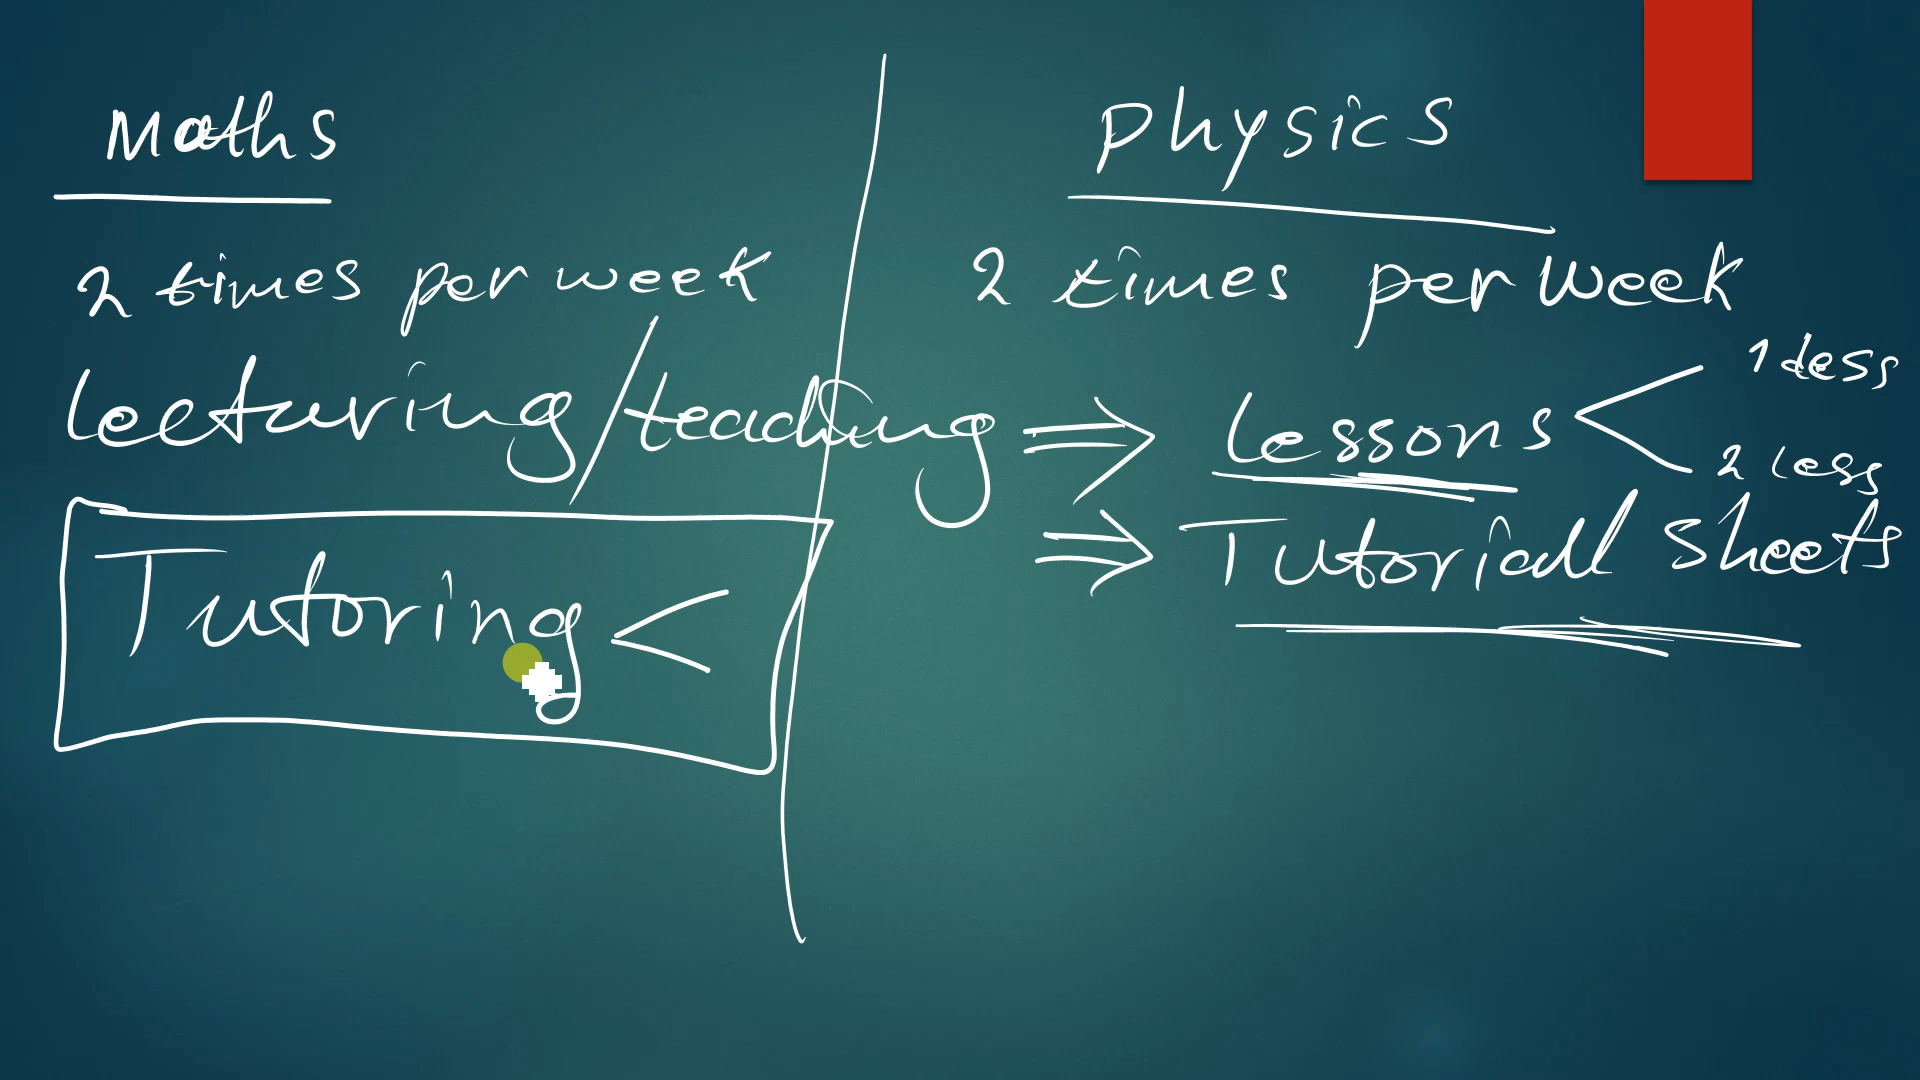 Maths
2 times per week
Physics
2 times per week
lecturing/teaching ⇒ Lessons < 1 less
2 less
⇒ Tutorial Sheets
Tutoring <